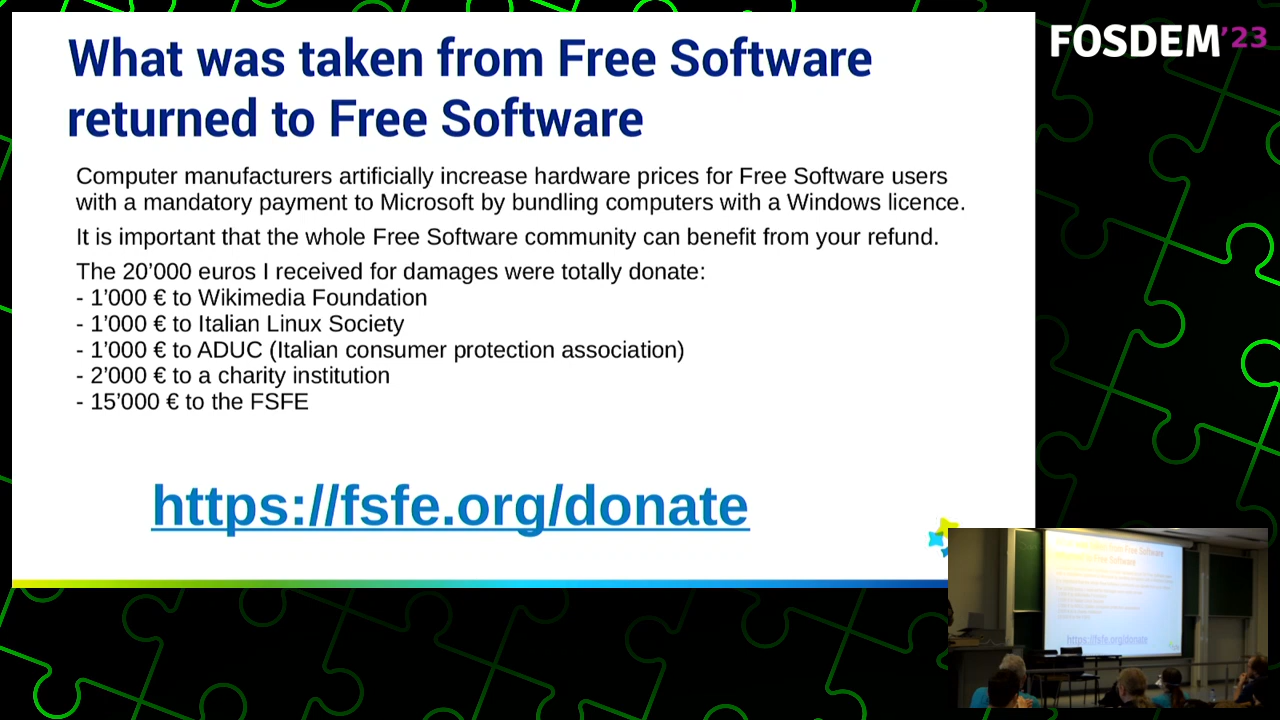 What was taken from Free Software
returned to Free Software
FOSDEM'23
Computer manufacturers artificially increase hardware prices for Free Software users
with a mandatory payment to Microsoft by bundling computers with a Windows licence.
It is important that the whole Free Software community can benefit from your refund.
The 20’000 euros I received for damages were totally donate:
- 1’000 € to Wikimedia Foundation
- 1’000 € to Italian Linux Society
- 1’000 € to ADUC (Italian consumer protection association)
- 2’000 € to a charity institution
- 15’000 € to the FSFE
https://fsfe.org/donate
https://fsfe.org/donate